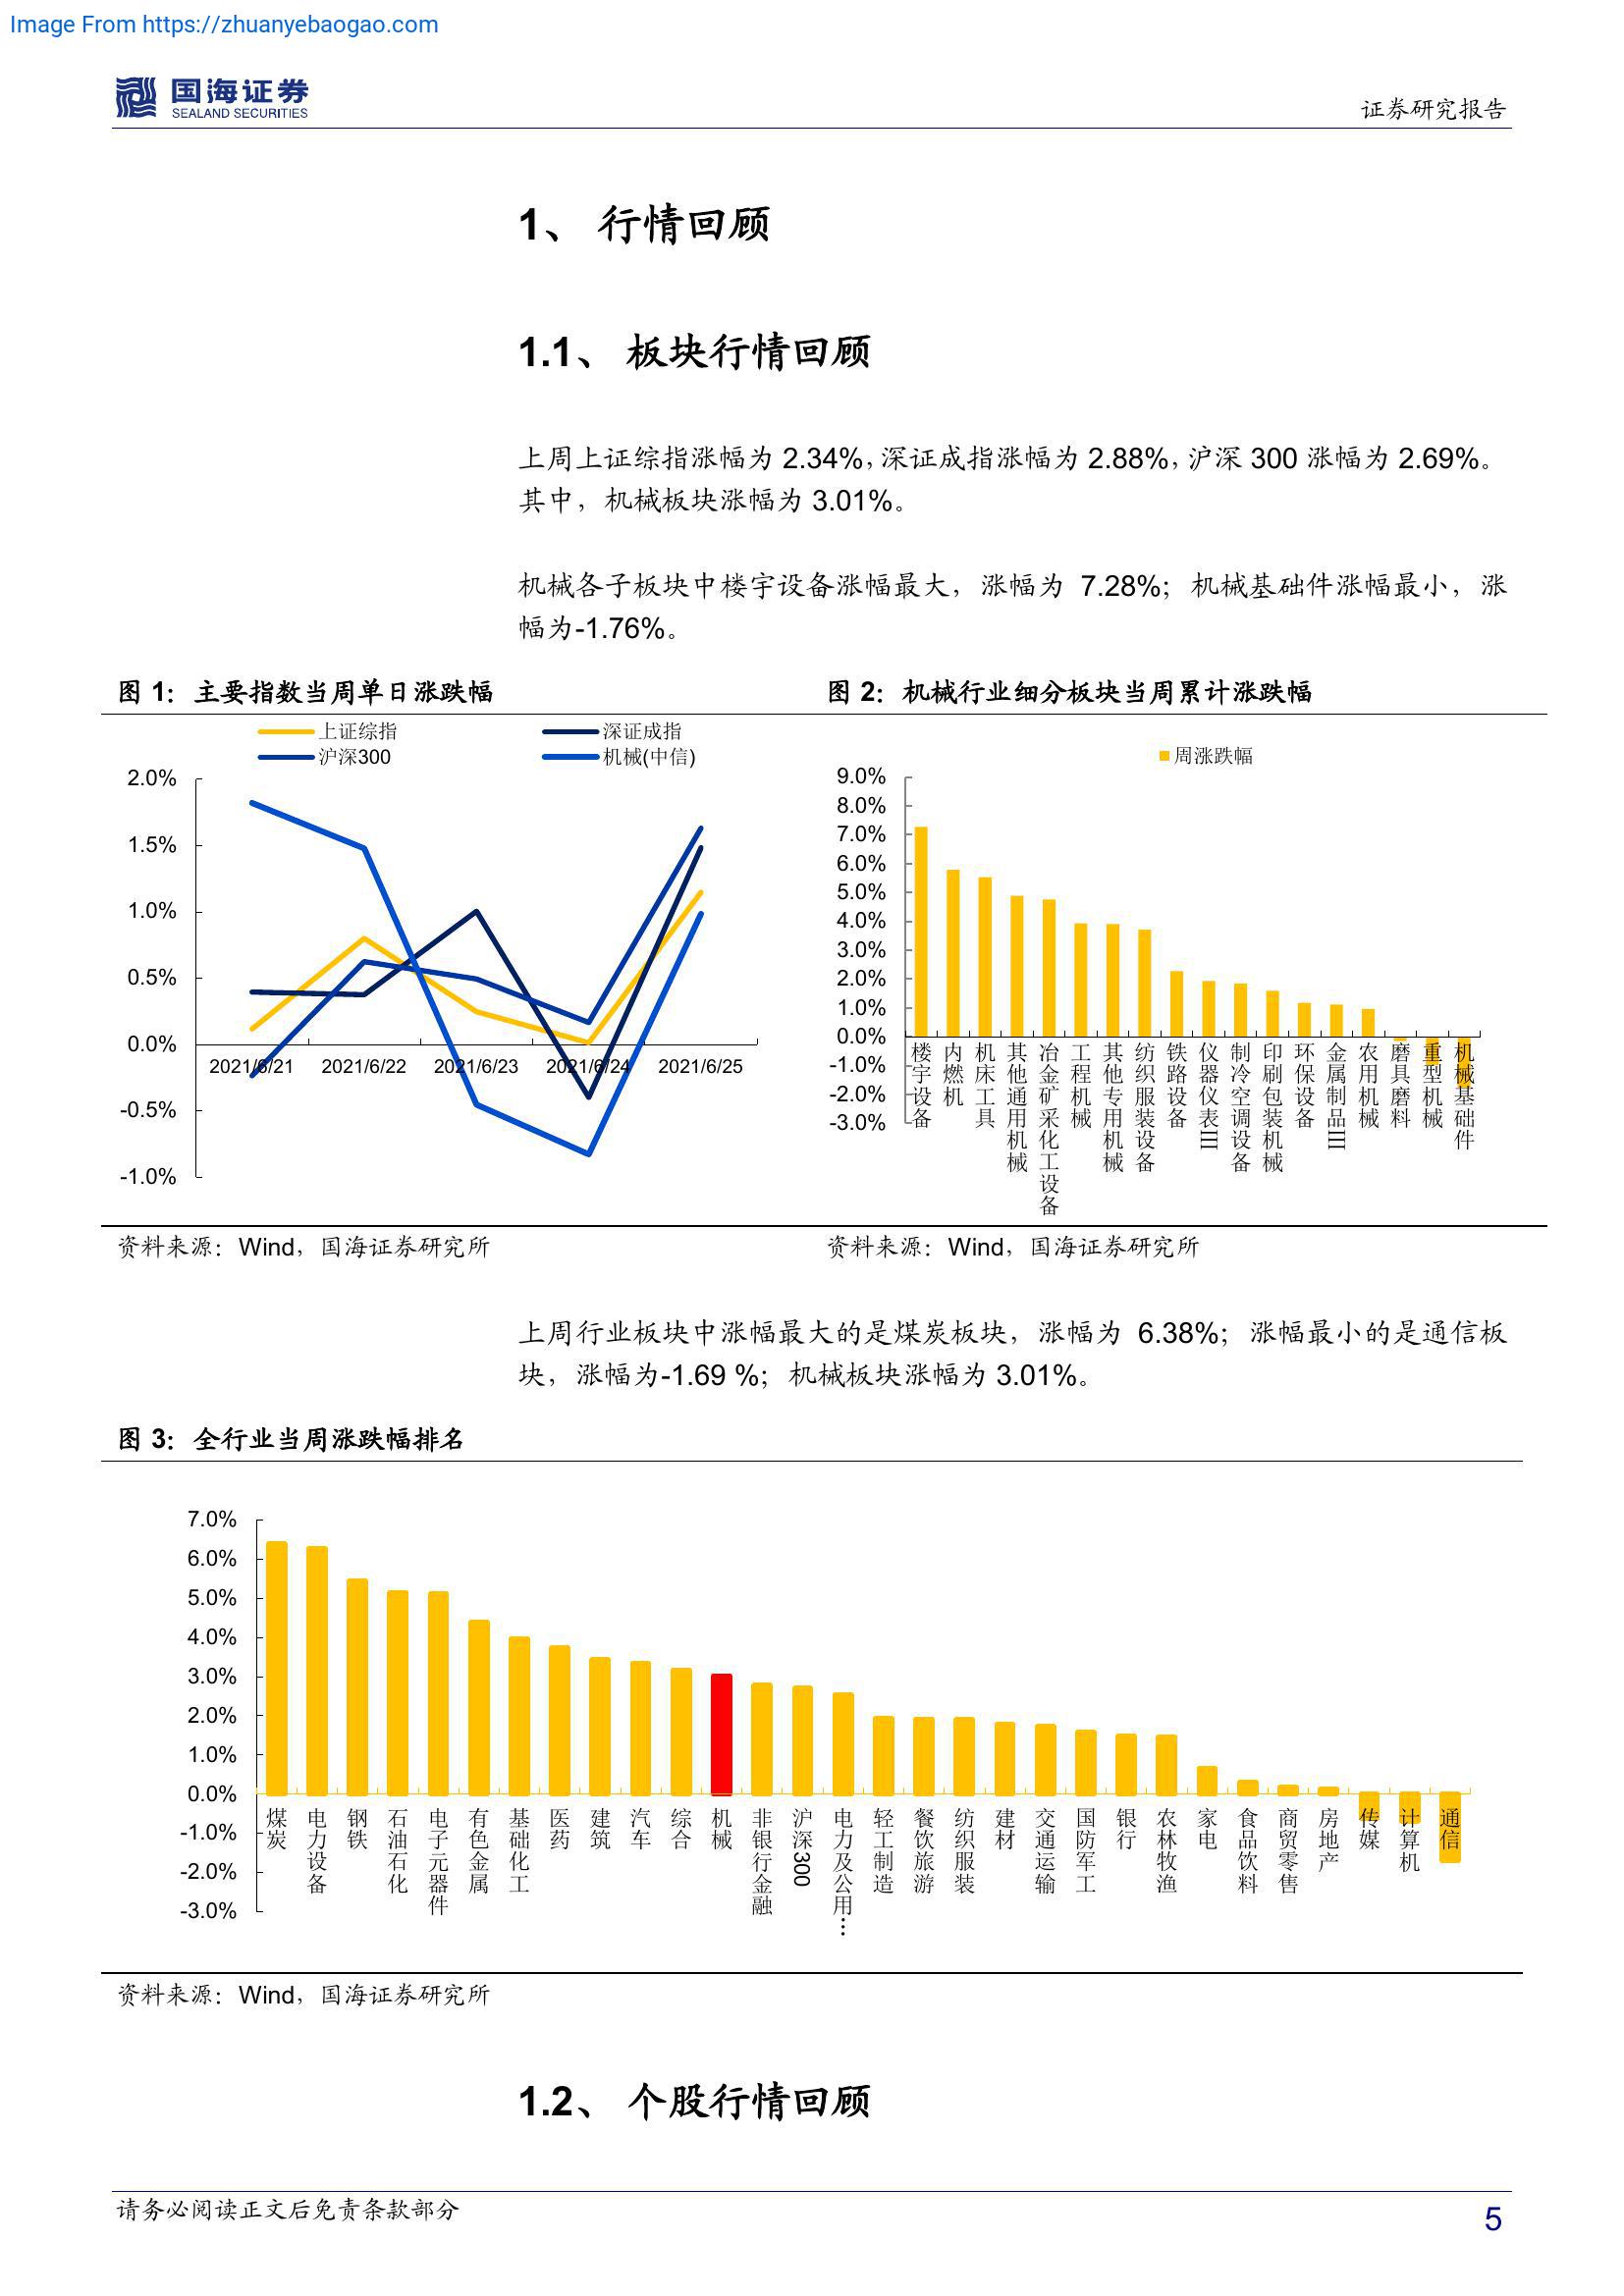 Image From https://zhuanyebaogao.com
国海证券
SEALAND SECURITIES
证券研究报告
1、 行情回顾
1.1、 板块行情回顾
上周上证综指涨幅为 2.34%，深证成指涨幅为 2.88%，沪深 300 涨幅为 2.69%。
其中，机械板块涨幅为 3.01%。
机械各子板块中楼宇设备涨幅最大，涨幅为 7.28%；机械基础件涨幅最小，涨
幅为-1.76%。
图 1：主要指数当周单日涨跌幅
上证综指
深证成指
沪深300
机械(中信)
2.0%
1.5%
1.0%
0.5%
0.0%
-0.5%
-1.0%
2021/6/21
2021/6/22
2021/6/23
2021/6/24
2021/6/25
资料来源：Wind，国海证券研究所
图 2：机械行业细分板块当周累计涨跌幅
周涨跌幅
9.0%
8.0%
7.0%
6.0%
5.0%
4.0%
3.0%
2.0%
1.0%
0.0%
-1.0%
-2.0%
-3.0%
楼宇设备
内燃机
机床工具
其他通用机械
冶金矿采化工设备
工程机械
其他专用机械
纺织服装设备
铁路设备
仪器仪表III
制冷空调设备
印刷包装机械
环保设备
金属制品III
农用机械
磨具磨料
重型机械
机械基础件
资料来源：Wind，国海证券研究所
上周行业板块中涨幅最大的是煤炭板块，涨幅为 6.38%；涨幅最小的是通信板
块，涨幅为-1.69 %；机械板块涨幅为 3.01%。
图 3：全行业当周涨跌幅排名
7.0%
6.0%
5.0%
4.0%
3.0%
2.0%
1.0%
0.0%
-1.0%
-2.0%
-3.0%
煤炭
电力设备
钢铁
石油石化
电子元器件
有色金属
基础化工
医药
建筑
汽车
综合
机械
非银行金融
沪深300
电力及公用…
轻工制造
餐饮旅游
纺织服装
建材
交通运输
国防军工
银行
农林牧渔
家电
食品饮料
商贸零售
房地产
传媒
计算机
通信
资料来源：Wind，国海证券研究所
1.2、 个股行情回顾
请务必阅读正文后免责条款部分
5